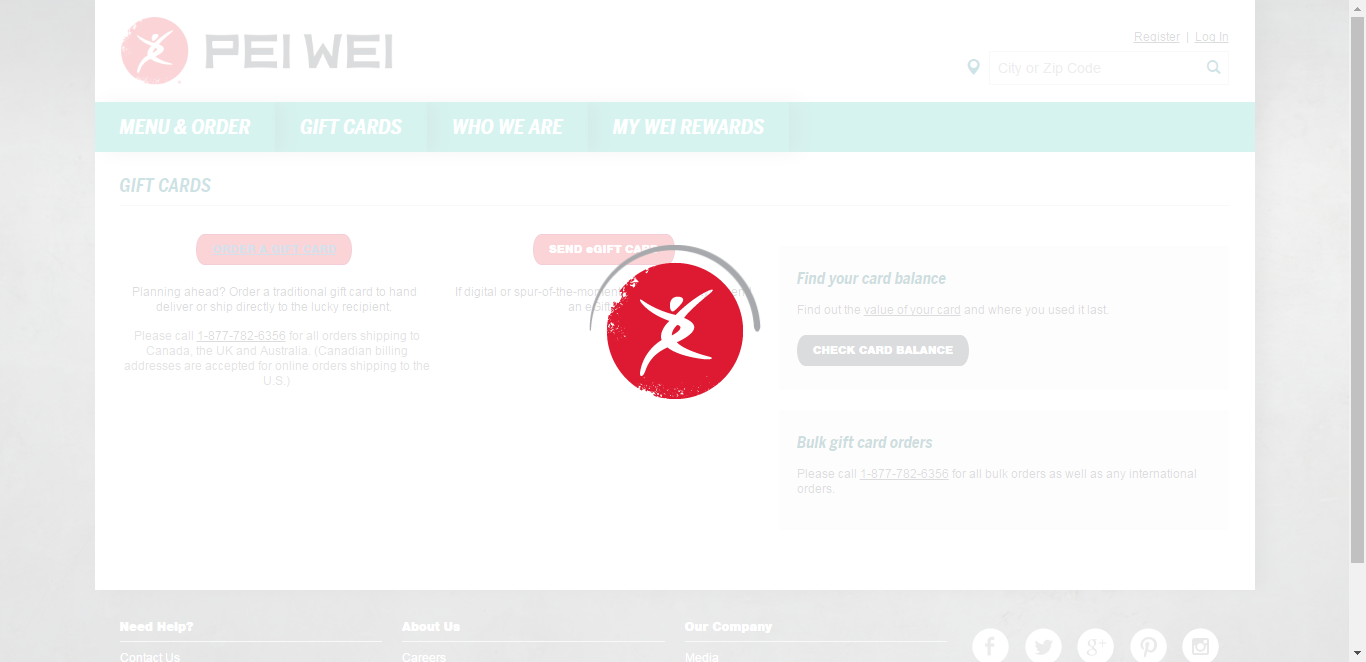 PEI WEI
Register | Log In
City or Zip Code
MENU & ORDER
GIFT CARDS
WHO WE ARE
MY WEI REWARDS
GIFT CARDS
ORDER A GIFT CARD
Planning ahead? Order a traditional gift card to hand
deliver or ship directly to the lucky recipient.
Please call 1-877-782-6356 for all orders shipping to
Canada, the UK and Australia. (Canadian billing
addresses are accepted for online orders shipping to the
U.S.)
SEND eGIFT CARD
If digital or spur-of-the-moment
an eGift
Find your card balance
Find out the value of your card and where you used it last.
CHECK CARD BALANCE
Bulk gift card orders
Please call 1-877-782-6356 for all bulk orders as well as any international
orders.
Need Help?
About Us
Our Company
Contact Us
Careers
Media